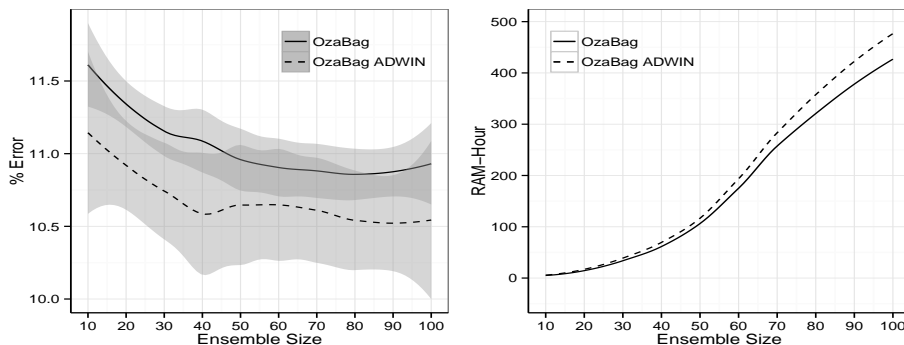 % Error
11.5
11.0
10.5
10.0
OzaBag
OzaBag ADWIN
10 20 30 40 50 60 70 80 90 100
Ensemble Size
RAM−Hour
500
400
300
200
100
0
OzaBag
OzaBag ADWIN
10 20 30 40 50 60 70 80 90 100
Ensemble Size